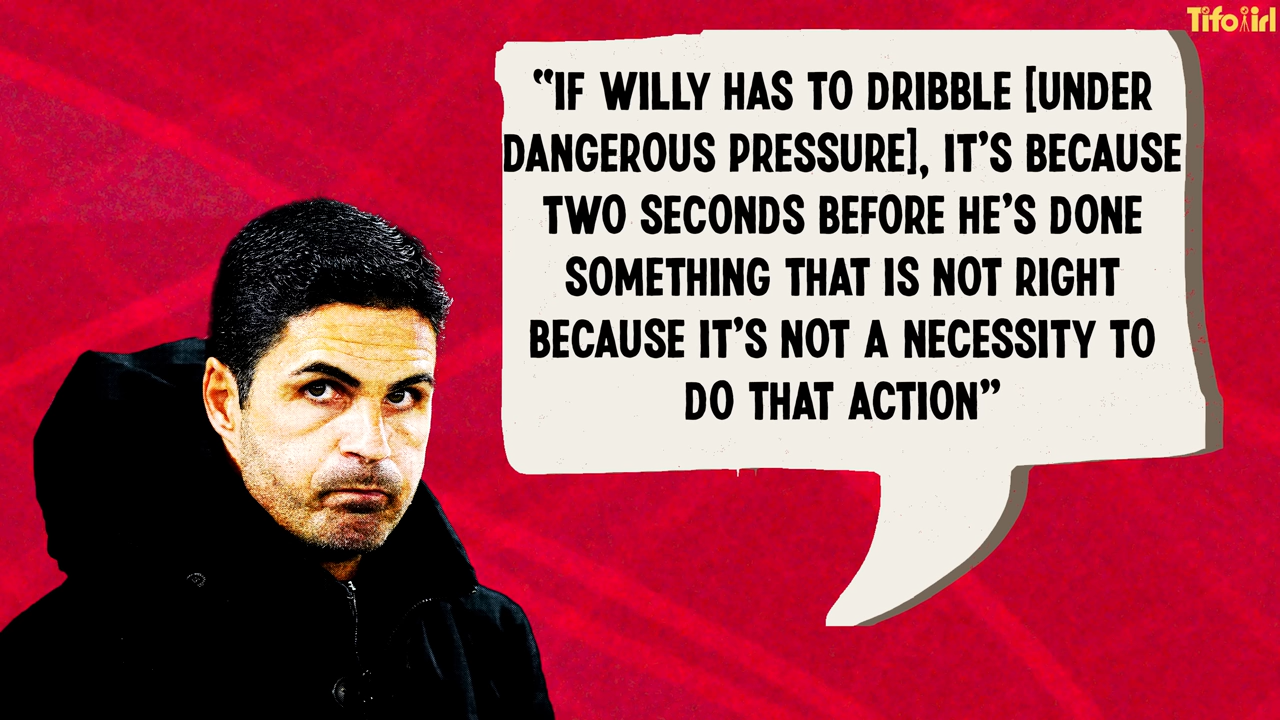 Tifo irl
“IF WILLY HAS TO DRIBBLE [UNDER
DANGEROUS PRESSURE], IT’S BECAUSE
TWO SECONDS BEFORE HE’S DONE
SOMETHING THAT IS NOT RIGHT
BECAUSE IT’S NOT A NECESSITY TO
DO THAT ACTION”